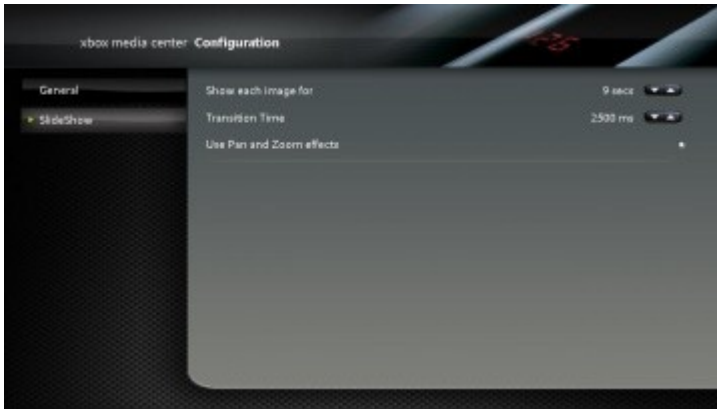 xbox media center Configuration
General
SlideShow
Show each image for 9 secs
Transition Time 2500 ms
Use Pan and Zoom effects